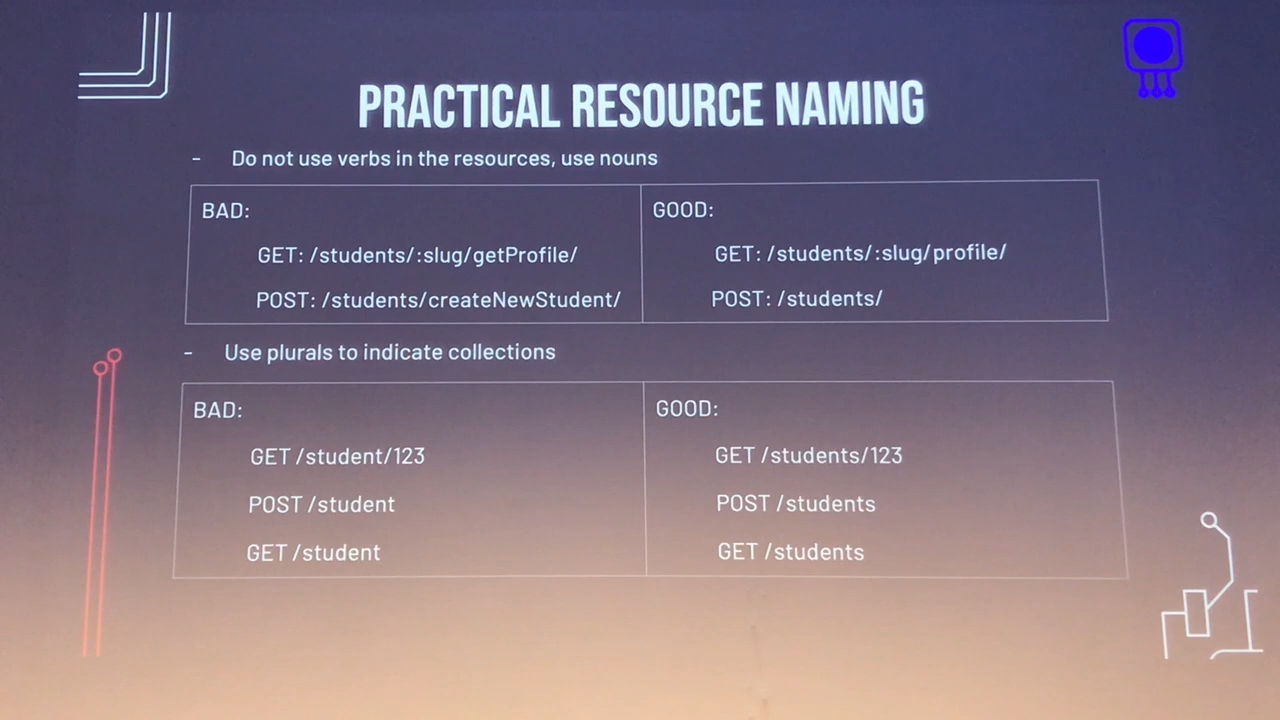 PRACTICAL RESOURCE NAMING
- Do not use verbs in the resources, use nouns
BAD:
GET: /students/:slug/getProfile/
POST: /students/createNewStudent/
GOOD:
GET: /students/:slug/profile/
POST: /students/
- Use plurals to indicate collections
BAD:
GET /student/123
POST /student
GET /student
GOOD:
GET /students/123
POST /students
GET /students